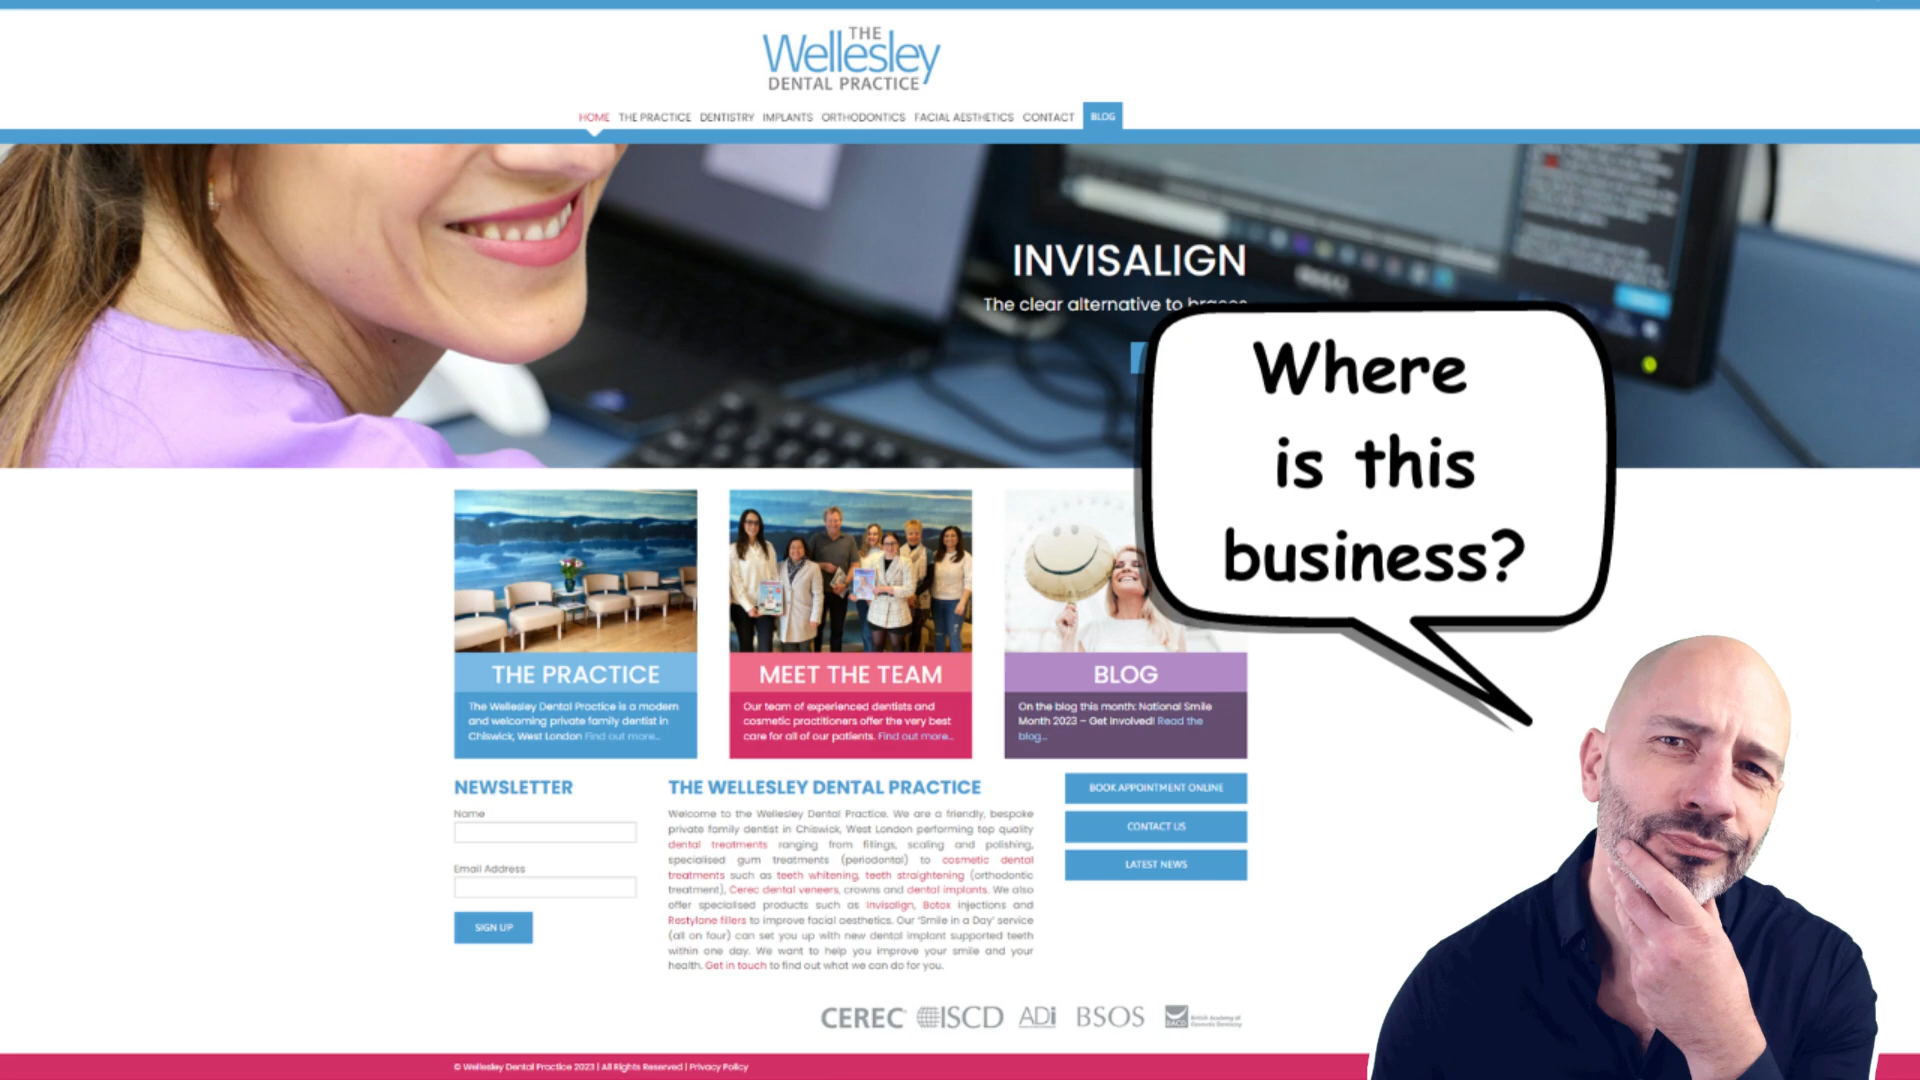 THE
Wellesley
DENTAL PRACTICE
HOME THE PRACTICE DENTISTRY IMPLANTS ORTHODONTICS FACIAL AESTHETICS CONTACT BLOG
INVISALIGN
The clear alternative to braces
Where
is this
business?
THE PRACTICE
The Wellesley Dental Practice is a modern
and welcoming private family dentist in
Chiswick, West London Find out more...
MEET THE TEAM
Our team of experienced dentists and
cosmetic practitioners offer the very best
care for all of our patients. Find out more...
BLOG
On the blog this month: National Smile
Month 2023 – Get Involved! Read the
blog...
NEWSLETTER
Name
Email Address
SIGN UP
THE WELLESLEY DENTAL PRACTICE
Welcome to the Wellesley Dental Practice. We are a friendly, bespoke
private family dentist in Chiswick, West London performing top quality
dental treatments ranging from fillings, scaling and polishing,
specialised gum treatments (periodontal) to cosmetic dental
treatments such as teeth whitening, teeth straightening (orthodontic
treatment), Cerec dental veneers, crowns and dental implants. We also
offer specialised products such as Invisalign, Botox injections and
Restylane fillers to improve facial aesthetics. Our 'Smile in a Day' service
(all on four) can set you up with new dental implant supported teeth
within one day. We want to help you improve your smile and your
health. Get in touch to find out what we can do for you.
BOOK APPOINTMENT ONLINE
CONTACT US
LATEST NEWS
CEREC ISCD ADi BSOS BACD British Academy of
Cosmetic Dentistry
© Wellesley Dental Practice 2023 | All Rights Reserved | Privacy Policy